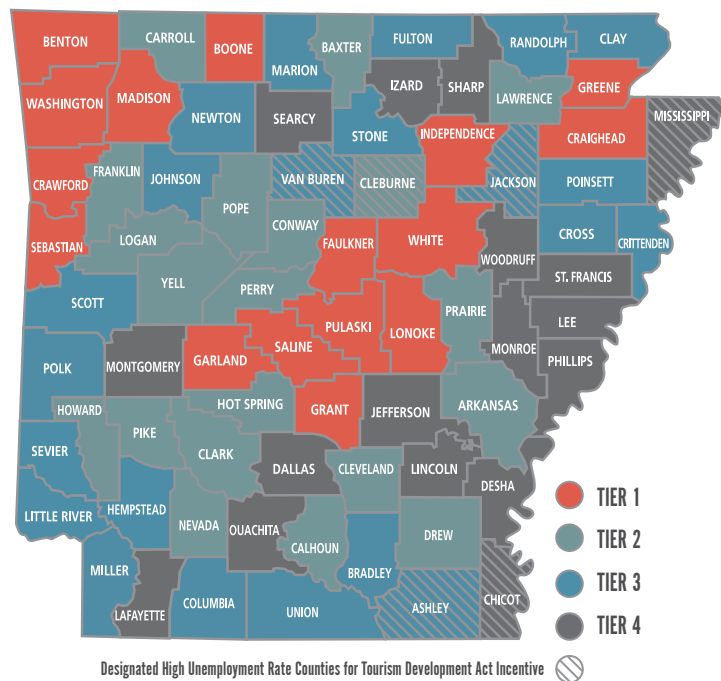 BENTON
CARROLL
BOONE
MARION
BAXTER
FULTON
RANDOLPH
CLAY
WASHINGTON
MADISON
NEWTON
SEARCY
IZARD
SHARP
LAWRENCE
GREENE
MISSISSIPPI
STONE
INDEPENDENCE
CRAIGHEAD
CRAWFORD
FRANKLIN
JOHNSON
POPE
VAN BUREN
CLEBURNE
JACKSON
POINSETT
SEBASTIAN
LOGAN
CONWAY
FAULKNER
WHITE
WOODRUFF
CROSS
CRITTENDEN
ST. FRANCIS
SCOTT
YELL
PERRY
PULASKI
LONOKE
PRAIRIE
MONROE
LEE
PHILLIPS
POLK
MONTGOMERY
GARLAND
SALINE
HOWARD
PIKE
HOT SPRING
GRANT
JEFFERSON
ARKANSAS
SEVIER
CLARK
DALLAS
CLEVELAND
LINCOLN
DESHA
LITTLE RIVER
HEMPSTEAD
NEVADA
OUACHITA
CALHOUN
DREW
MILLER
BRADLEY
LAFAYETTE
COLUMBIA
UNION
ASHLEY
CHICOT
TIER 1
TIER 2
TIER 3
TIER 4
Designated High Unemployment Rate Counties for Tourism Development Act Incentive